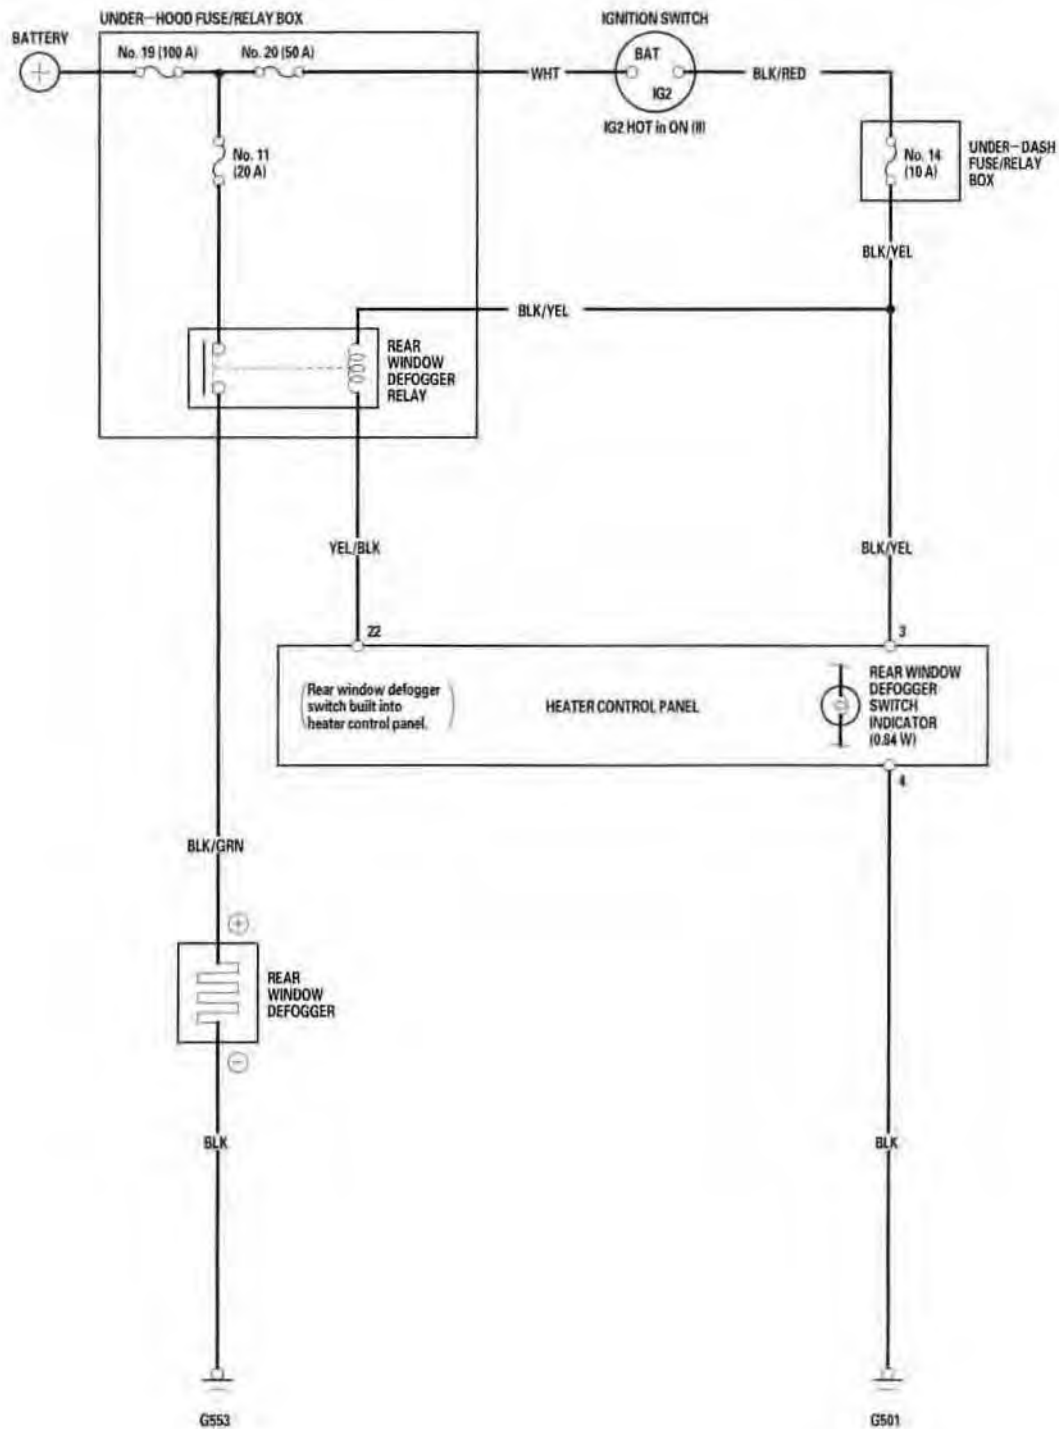 UNDER-HOOD FUSE/RELAY BOX
IGNITION SWITCH
BATTERY
No. 19 (100 A)
No. 20 (50 A)
BAT
WHT
BLK/RED
IG2
IG2 HOT in ON (II)
No. 11
(20 A)
No. 14
(10 A)
UNDER-DASH
FUSE/RELAY
BOX
BLK/YEL
BLK/YEL
REAR
WINDOW
DEFOGGER
RELAY
YEL/BLK
BLK/YEL
22
3
(Rear window defogger
switch built into
heater control panel.)
HEATER CONTROL PANEL
REAR WINDOW
DEFOGGER
SWITCH
INDICATOR
(0.84 W)
4
BLK/GRN
+
REAR
WINDOW
DEFOGGER
−
BLK
BLK
G553
G501